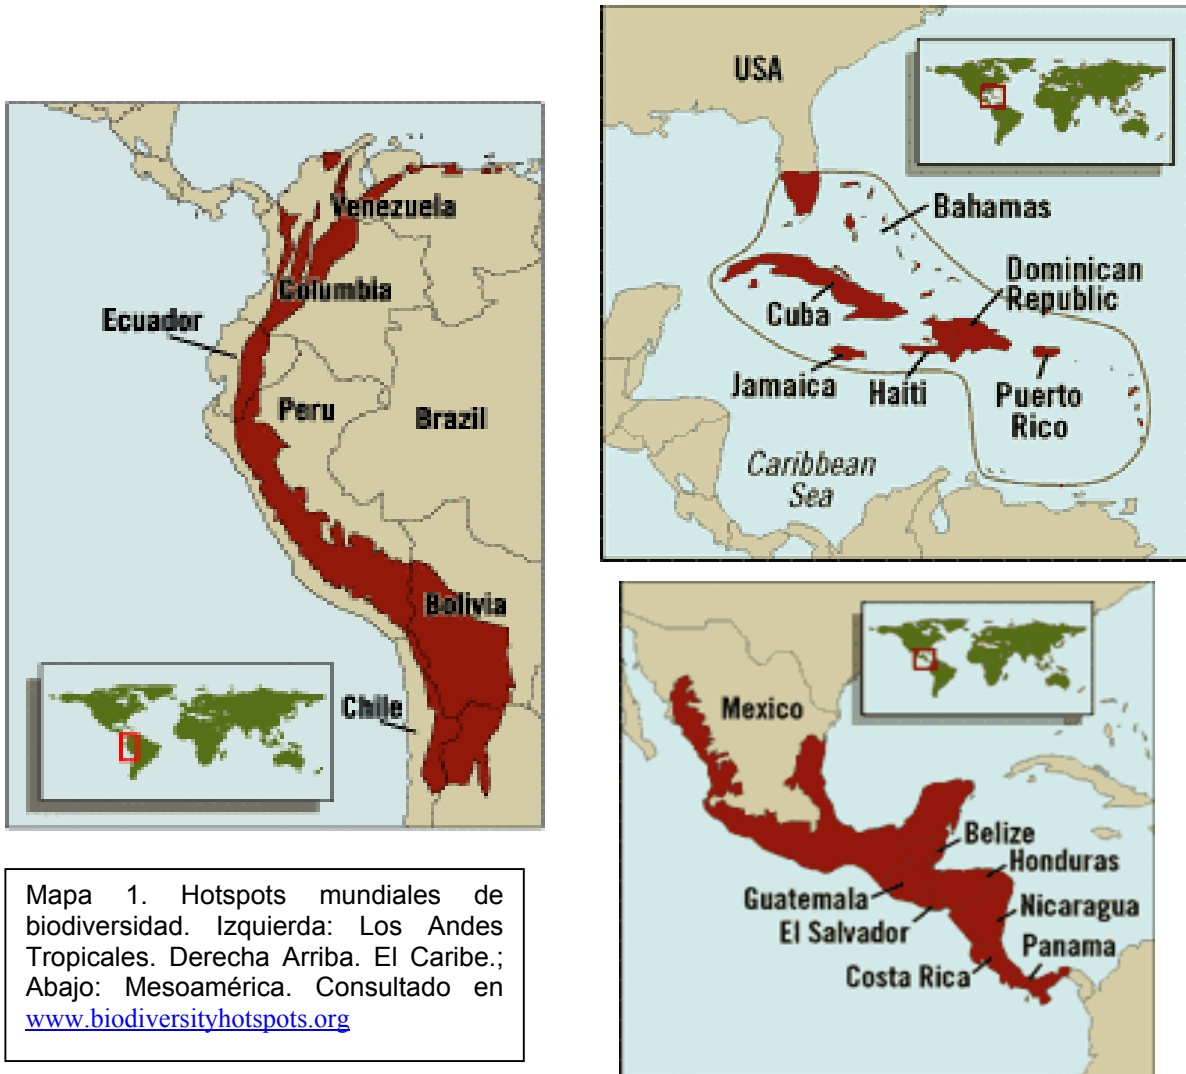 Venezuela
Columbia
Ecuador
Peru
Brazil
Bolivia
Chile
USA
Bahamas
Dominican
Republic
Cuba
Jamaica
Haiti
Puerto
Rico
Caribbean
Sea
Mexico
Belize
Honduras
Guatemala
Nicaragua
El Salvador
Panama
Costa Rica
Mapa 1. Hotspots mundiales de
biodiversidad. Izquierda: Los Andes
Tropicales. Derecha Arriba. El Caribe.;
Abajo: Mesoamérica. Consultado en
www.biodiversityhotspots.org